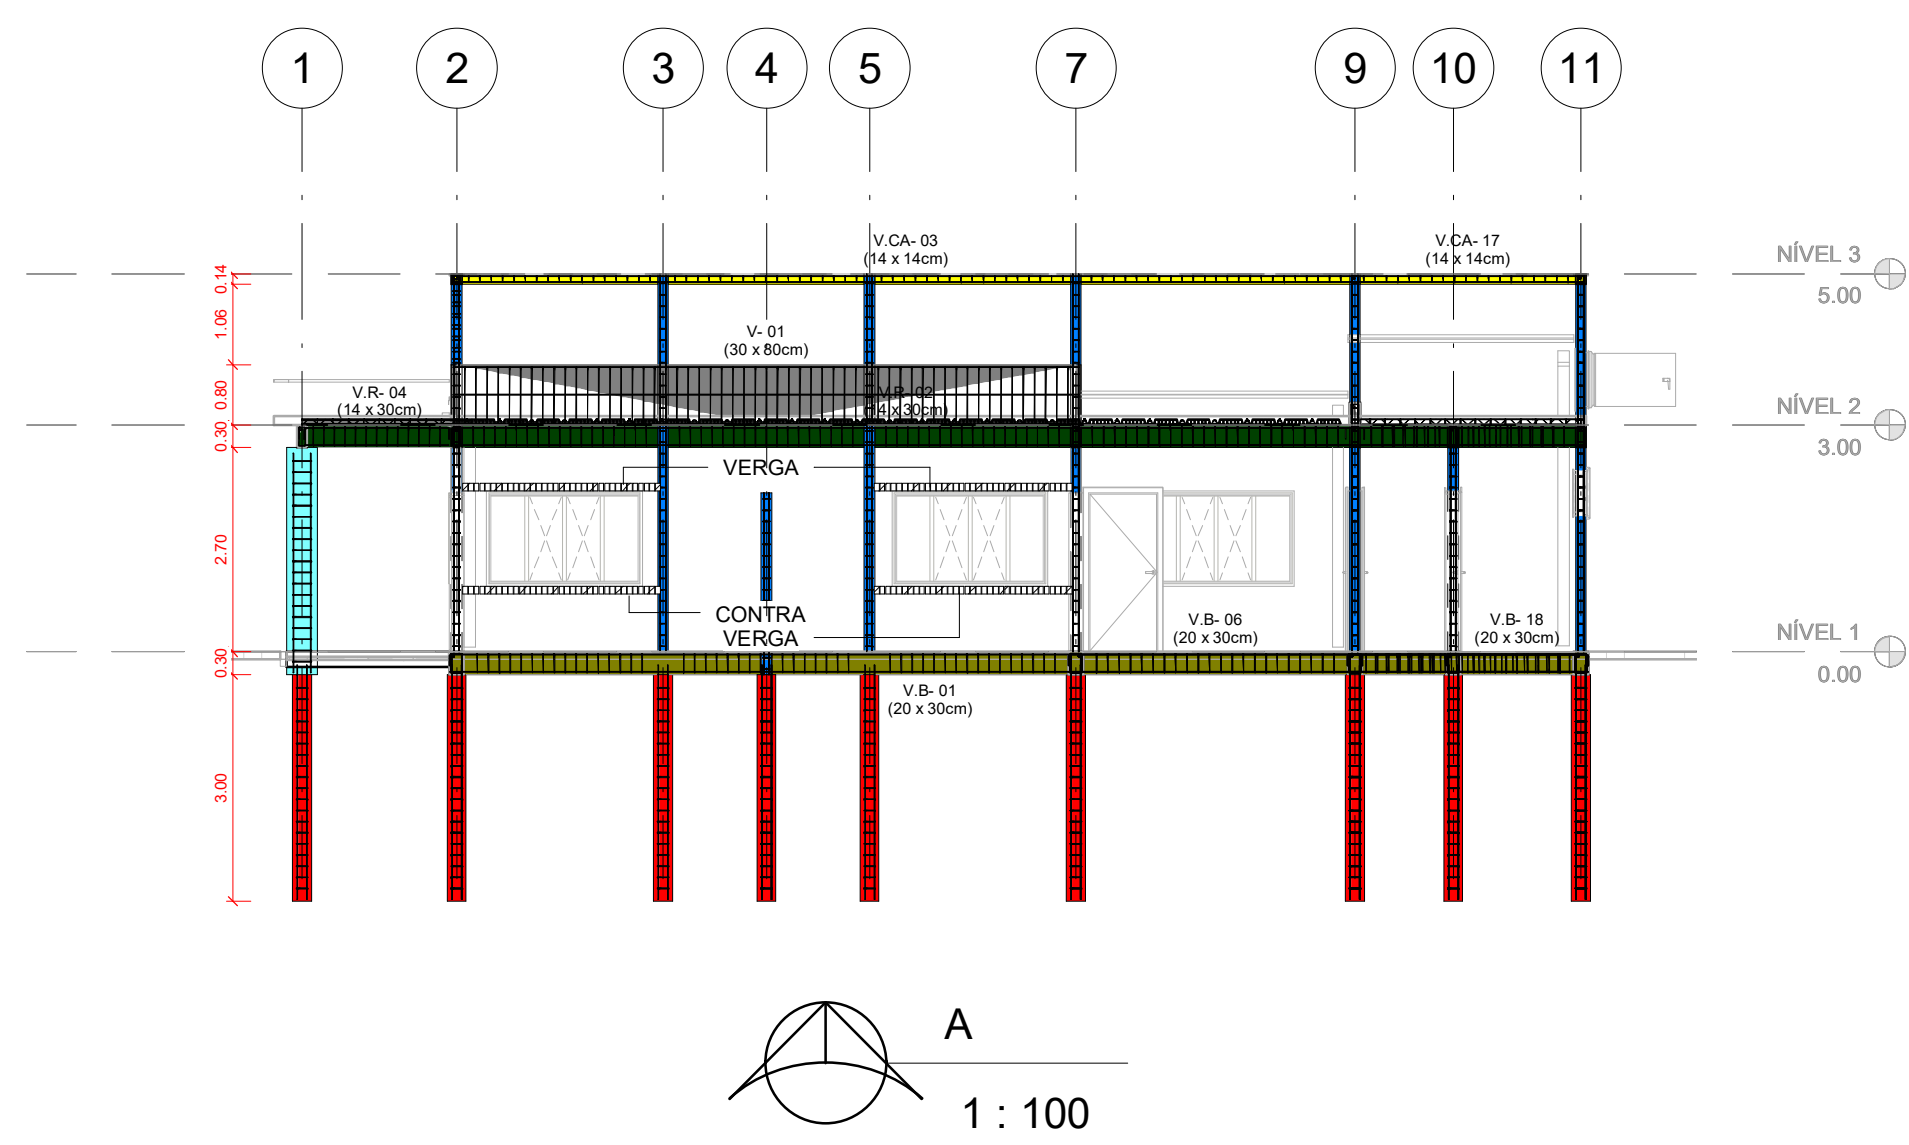 1 2 3 4 5 7 9 10 11
V.CA- 03
(14 x 14cm)
V.CA- 17
(14 x 14cm)
NÍVEL 3
5.00
0.14
1.06
V- 01
(30 x 80cm)
0.80
V.R- 04
(14 x 30cm)
V.R- 02
(14 x 30cm)
NÍVEL 2
3.00
0.30
VERGA
2.70
CONTRA
VERGA
V.B- 06
(20 x 30cm)
V.B- 18
(20 x 30cm)
NÍVEL 1
0.00
0.30
V.B- 01
(20 x 30cm)
3.00
A
1 : 100